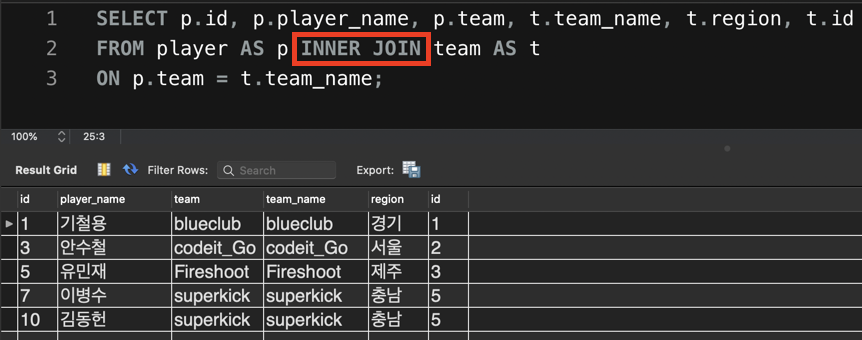 1 SELECT p.id, p.player_name, p.team, t.team_name, t.region, t.id
2 FROM player AS p INNER JOIN team AS t
3 ON p.team = t.team_name;
100% 25:3
Result Grid Filter Rows: Search Export:
id player_name team team_name region id
1 기철용 blueclub blueclub 경기 1
3 안수철 codeit_Go codeit_Go 서울 2
5 유민재 Fireshoot Fireshoot 제주 3
7 이병수 superkick superkick 충남 5
10 김동헌 superkick superkick 충남 5